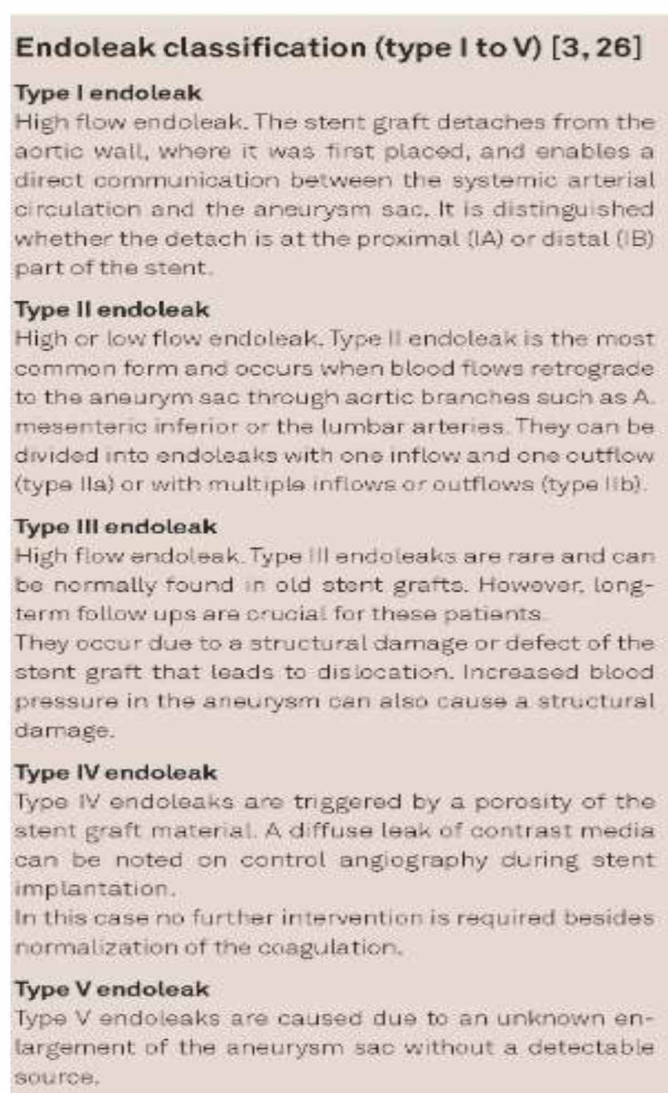 Endoleak classification (type I to V) [3, 26]
Type I endoleak
High flow endoleak. The stent graft detaches from the
aortic wall, where it was first placed, and enables a
direct communication between the systemic arterial
circulation and the aneurysm sac. It is distinguished
whether the detach is at the proximal (IA) or distal (IB)
part of the stent.
Type II endoleak
High or low flow endoleak. Type II endoleak is the most
common form and occurs when blood flows retrograde
to the aneurym sac through aortic branches such as A.
mesenteric inferior or the lumbar arteries. They can be
divided into endoleaks with one inflow and one outflow
(type IIa) or with multiple inflows or outflows (type IIb).
Type III endoleak
High flow endoleak. Type III endoleaks are rare and can
be normally found in old stent grafts. However, long-
term follow ups are crucial for these patients.
They occur due to a structural damage or defect of the
stent graft that leads to dislocation. Increased blood
pressure in the aneurysm can also cause a structural
damage.
Type IV endoleak
Type IV endoleaks are triggered by a porosity of the
stent graft material. A diffuse leak of contrast media
can be noted on control angiography during stent
implantation.
In this case no further intervention is required besides
normalization of the coagulation.
Type V endoleak
Type V endoleaks are caused due to an unknown en-
largement of the aneurysm sac without a detectable
source.